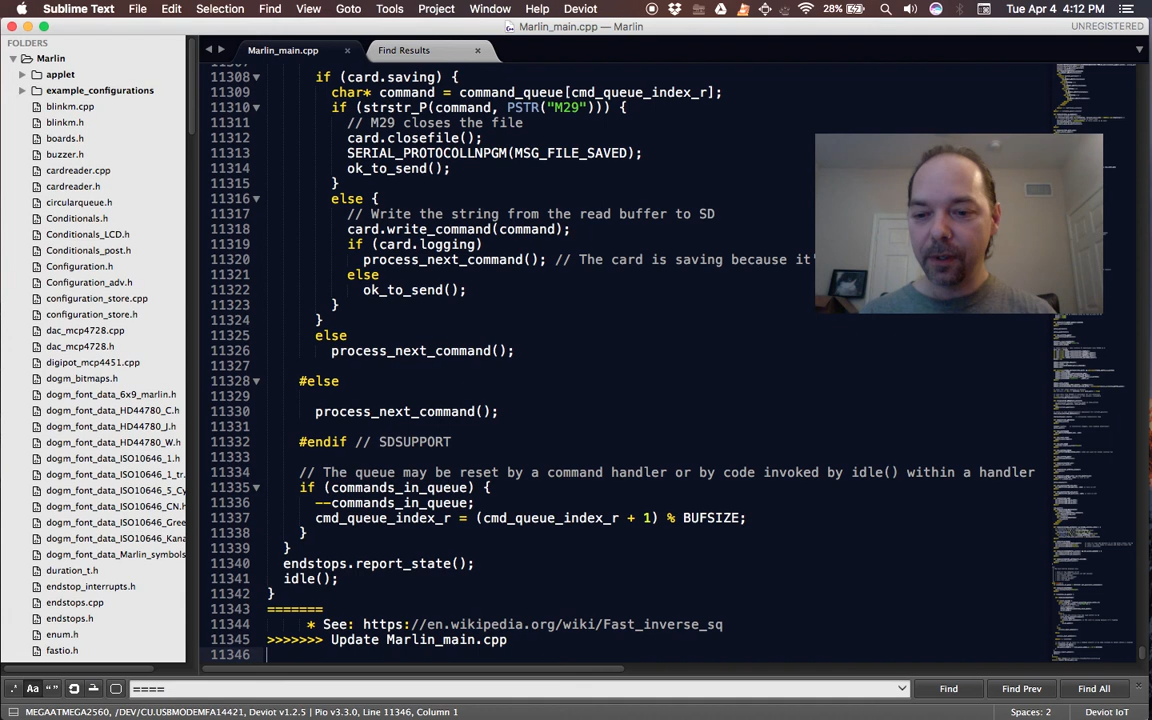 Sublime Text File Edit Selection Find View Goto Tools Project Window Help Deviot 28% Tue Apr 4 4:12 PM
Marlin_main.cpp — Marlin UNREGISTERED
FOLDERS
Marlin
applet
example_configurations
blinkm.cpp
blinkm.h
boards.h
buzzer.h
cardreader.cpp
cardreader.h
circularqueue.h
Conditionals.h
Conditionals_LCD.h
Conditionals_post.h
Configuration.h
Configuration_adv.h
configuration_store.cpp
configuration_store.h
dac_mcp4728.cpp
dac_mcp4728.h
digipot_mcp4451.cpp
dogm_bitmaps.h
dogm_font_data_6x9_marlin.h
dogm_font_data_HD44780_C.h
dogm_font_data_HD44780_J.h
dogm_font_data_HD44780_W.h
dogm_font_data_ISO10646_1.h
dogm_font_data_ISO10646_1_tr
dogm_font_data_ISO10646_5_Cy
dogm_font_data_ISO10646_CN.h
dogm_font_data_ISO10646_Gree
dogm_font_data_ISO10646_Kana
dogm_font_data_Marlin_symbols
duration_t.h
endstop_interrupts.h
endstops.cpp
endstops.h
enum.h
fastio.h
Marlin_main.cpp × Find Results ×
11307
11308 if (card.saving) {
11309 char* command = command_queue[cmd_queue_index_r];
11310 if (strstr_P(command, PSTR("M29"))) {
11311 // M29 closes the file
11312 card.closefile();
11313 SERIAL_PROTOCOLLNPGM(MSG_FILE_SAVED);
11314 ok_to_send();
11315 }
11316 else {
11317 // Write the string from the read buffer to SD
11318 card.write_command(command);
11319 if (card.logging)
11320 process_next_command(); // The card is saving because it'
11321 else
11322 ok_to_send();
11323 }
11324 }
11325 else
11326 process_next_command();
11327
11328 #else
11329
11330 process_next_command();
11331
11332 #endif // SDSUPPORT
11333
11334 // The queue may be reset by a command handler or by code invoked by idle() within a handler
11335 if (commands_in_queue) {
11336 --commands_in_queue;
11337 cmd_queue_index_r = (cmd_queue_index_r + 1) % BUFSIZE;
11338 }
11339 }
11340 endstops.report_state();
11341 idle();
11342 }
11343 =======
11344 * See: https://en.wikipedia.org/wiki/Fast_inverse_sq
11345 >>>>>>> Update Marlin_main.cpp
11346
.* Aa “ ” ==== Find Find Prev Find All
MEGAATMEGA2560, /DEV/CU.USBMODEMFA14421, Deviot v1.2.5 | Pio v3.3.0, Line 11346, Column 1 Spaces: 2 Deviot IoT